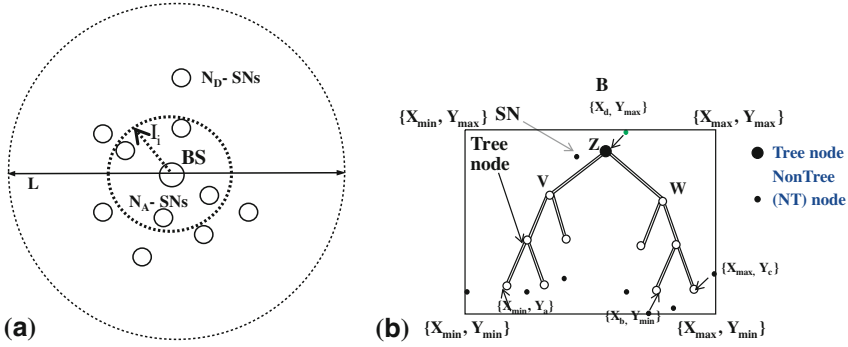 N_D- SNs
I_i
BS
L
N_A- SNs
(a)
B
{X_d, Y_max}
{X_min, Y_max}
SN
{X_max, Y_max}
Z
Tree
node
V
W
Tree node
NonTree
(NT) node
{X_max, Y_c}
{X_min, Y_a}
{X_b, Y_min}
{X_min, Y_min}
{X_max, Y_min}
(b)